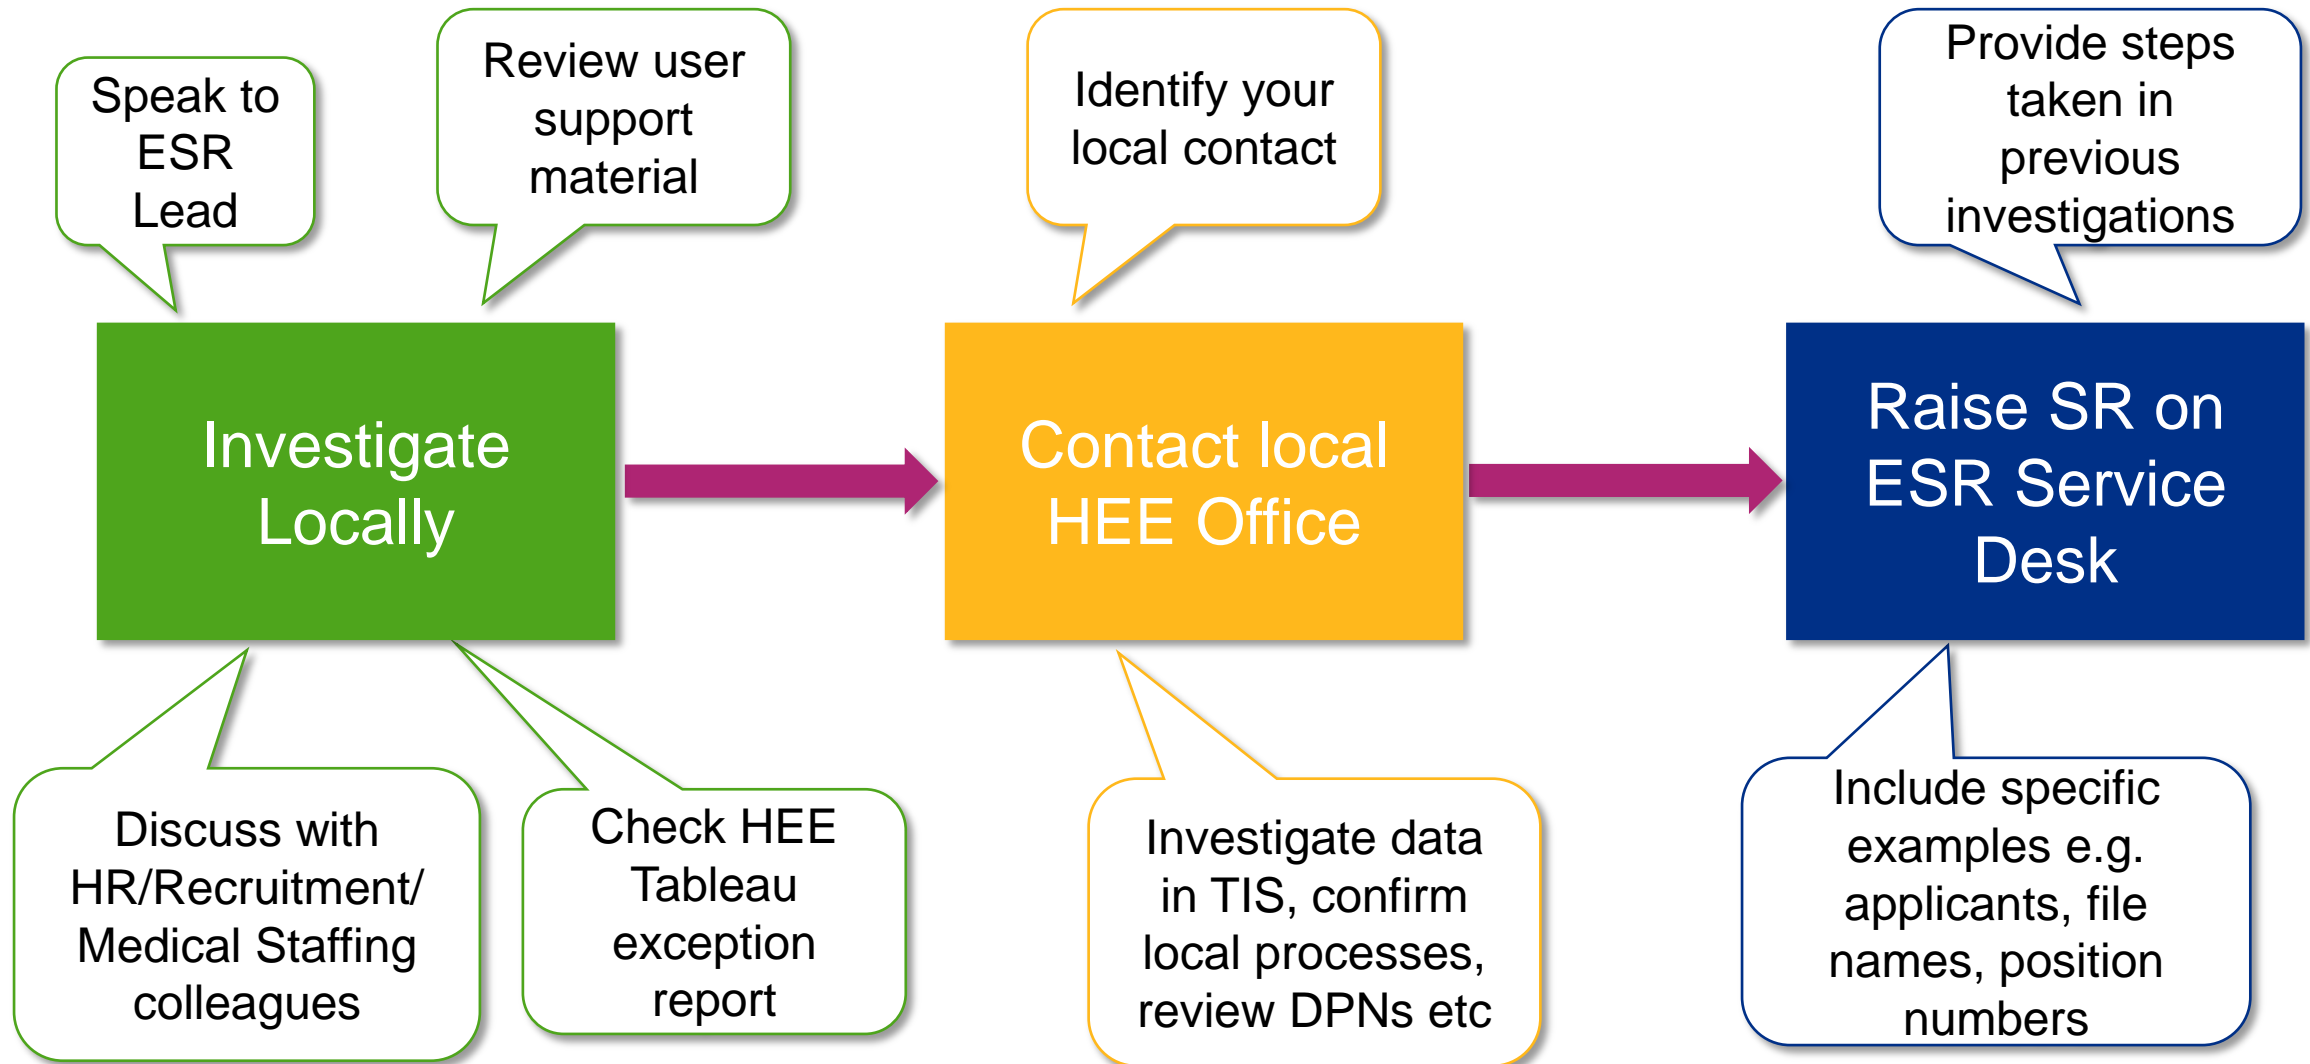 Speak to
ESR
Lead
Review user
support
material
Identify your
local contact
Provide steps
taken in
previous
investigations
Investigate
Locally
Contact local
HEE Office
Raise SR on
ESR Service
Desk
Discuss with
HR/Recruitment/
Medical Staffing
colleagues
Check HEE
Tableau
exception
report
Investigate data
in TIS, confirm
local processes,
review DPNs etc
Include specific
examples e.g.
applicants, file
names, position
numbers